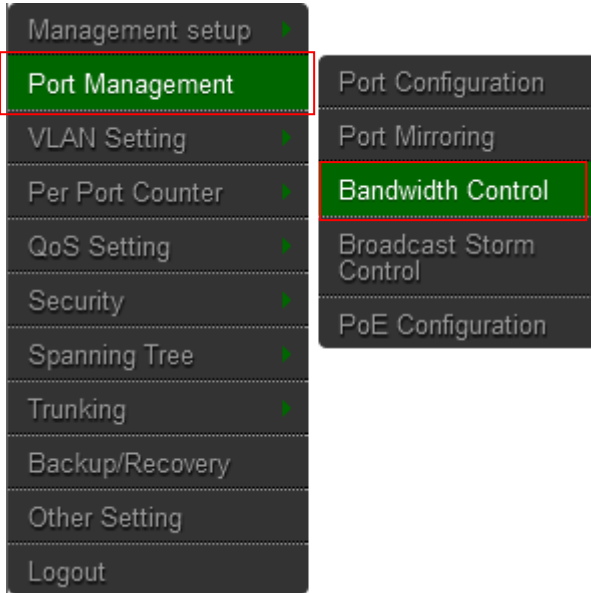 Management setup
Port Management
VLAN Setting
Per Port Counter
QoS Setting
Security
Spanning Tree
Trunking
Backup/Recovery
Other Setting
Logout
Port Configuration
Port Mirroring
Bandwidth Control
Broadcast Storm
Control
PoE Configuration